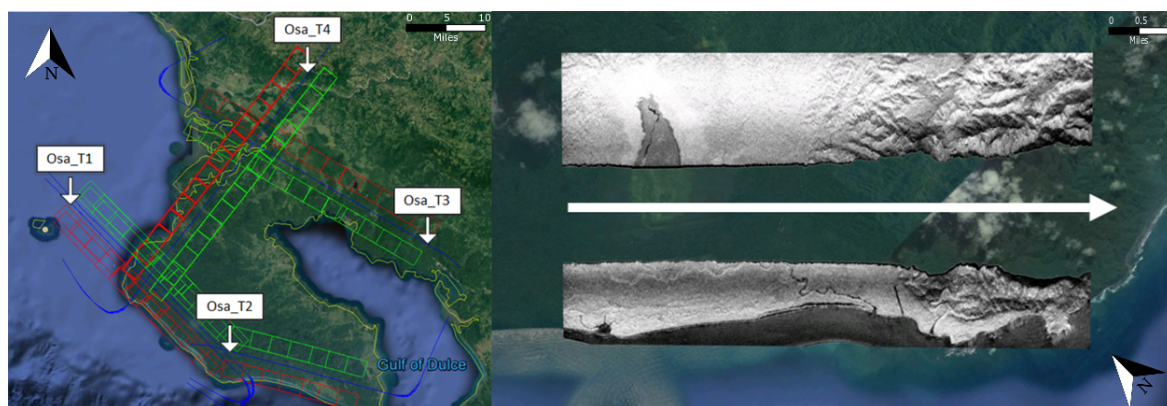 Osa_T4
0 5 10
Miles
N
Osa_T1
Osa_T3
Osa_T2
Gulf of Dulce
0 0.5
Miles
N